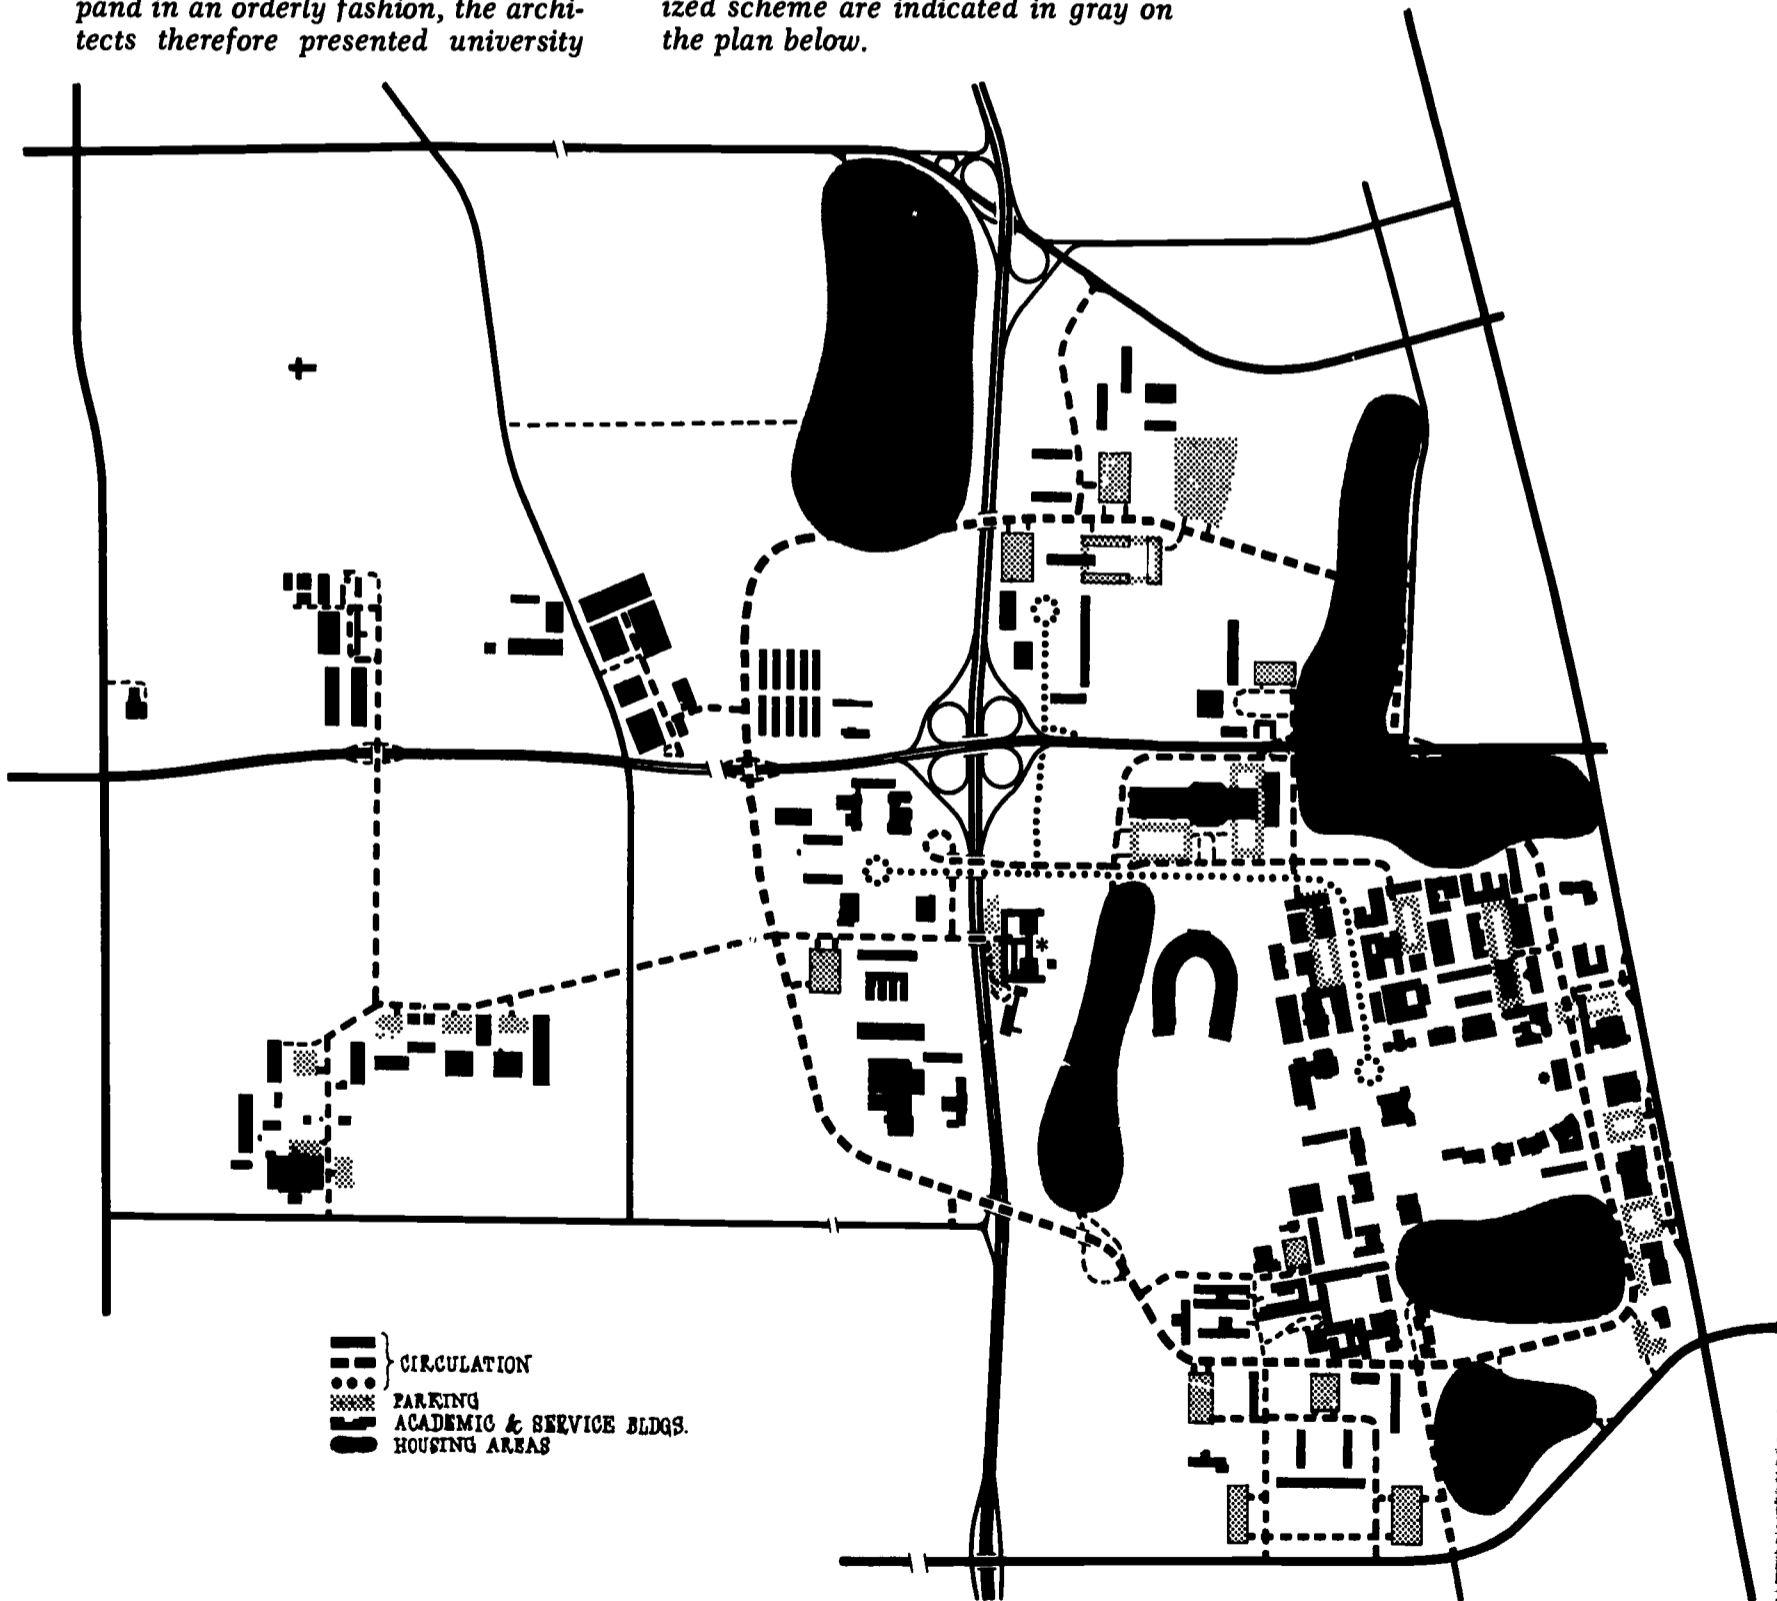 pand in an orderly fashion, the archi-
tects therefore presented university
ized scheme are indicated in gray on
the plan below.
*
CIRCULATION
PARKING
ACADEMIC & SERVICE BLDGS.
HOUSING AREAS